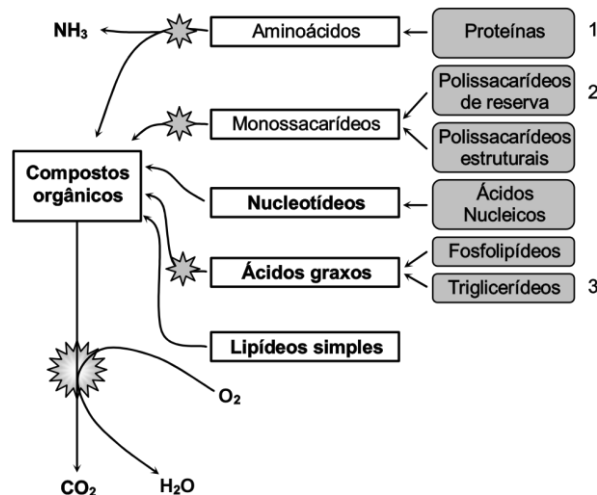 NH3
Aminoácidos
Proteínas
1
Polissacarídeos
de reserva
2
Monossacarídeos
Polissacarídeos
estruturais
Compostos
orgânicos
Nucleotídeos
Ácidos
Nucleicos
Ácidos graxos
Fosfolipídeos
Triglicerídeos
3
Lipídeos simples
O2
CO2
H2O